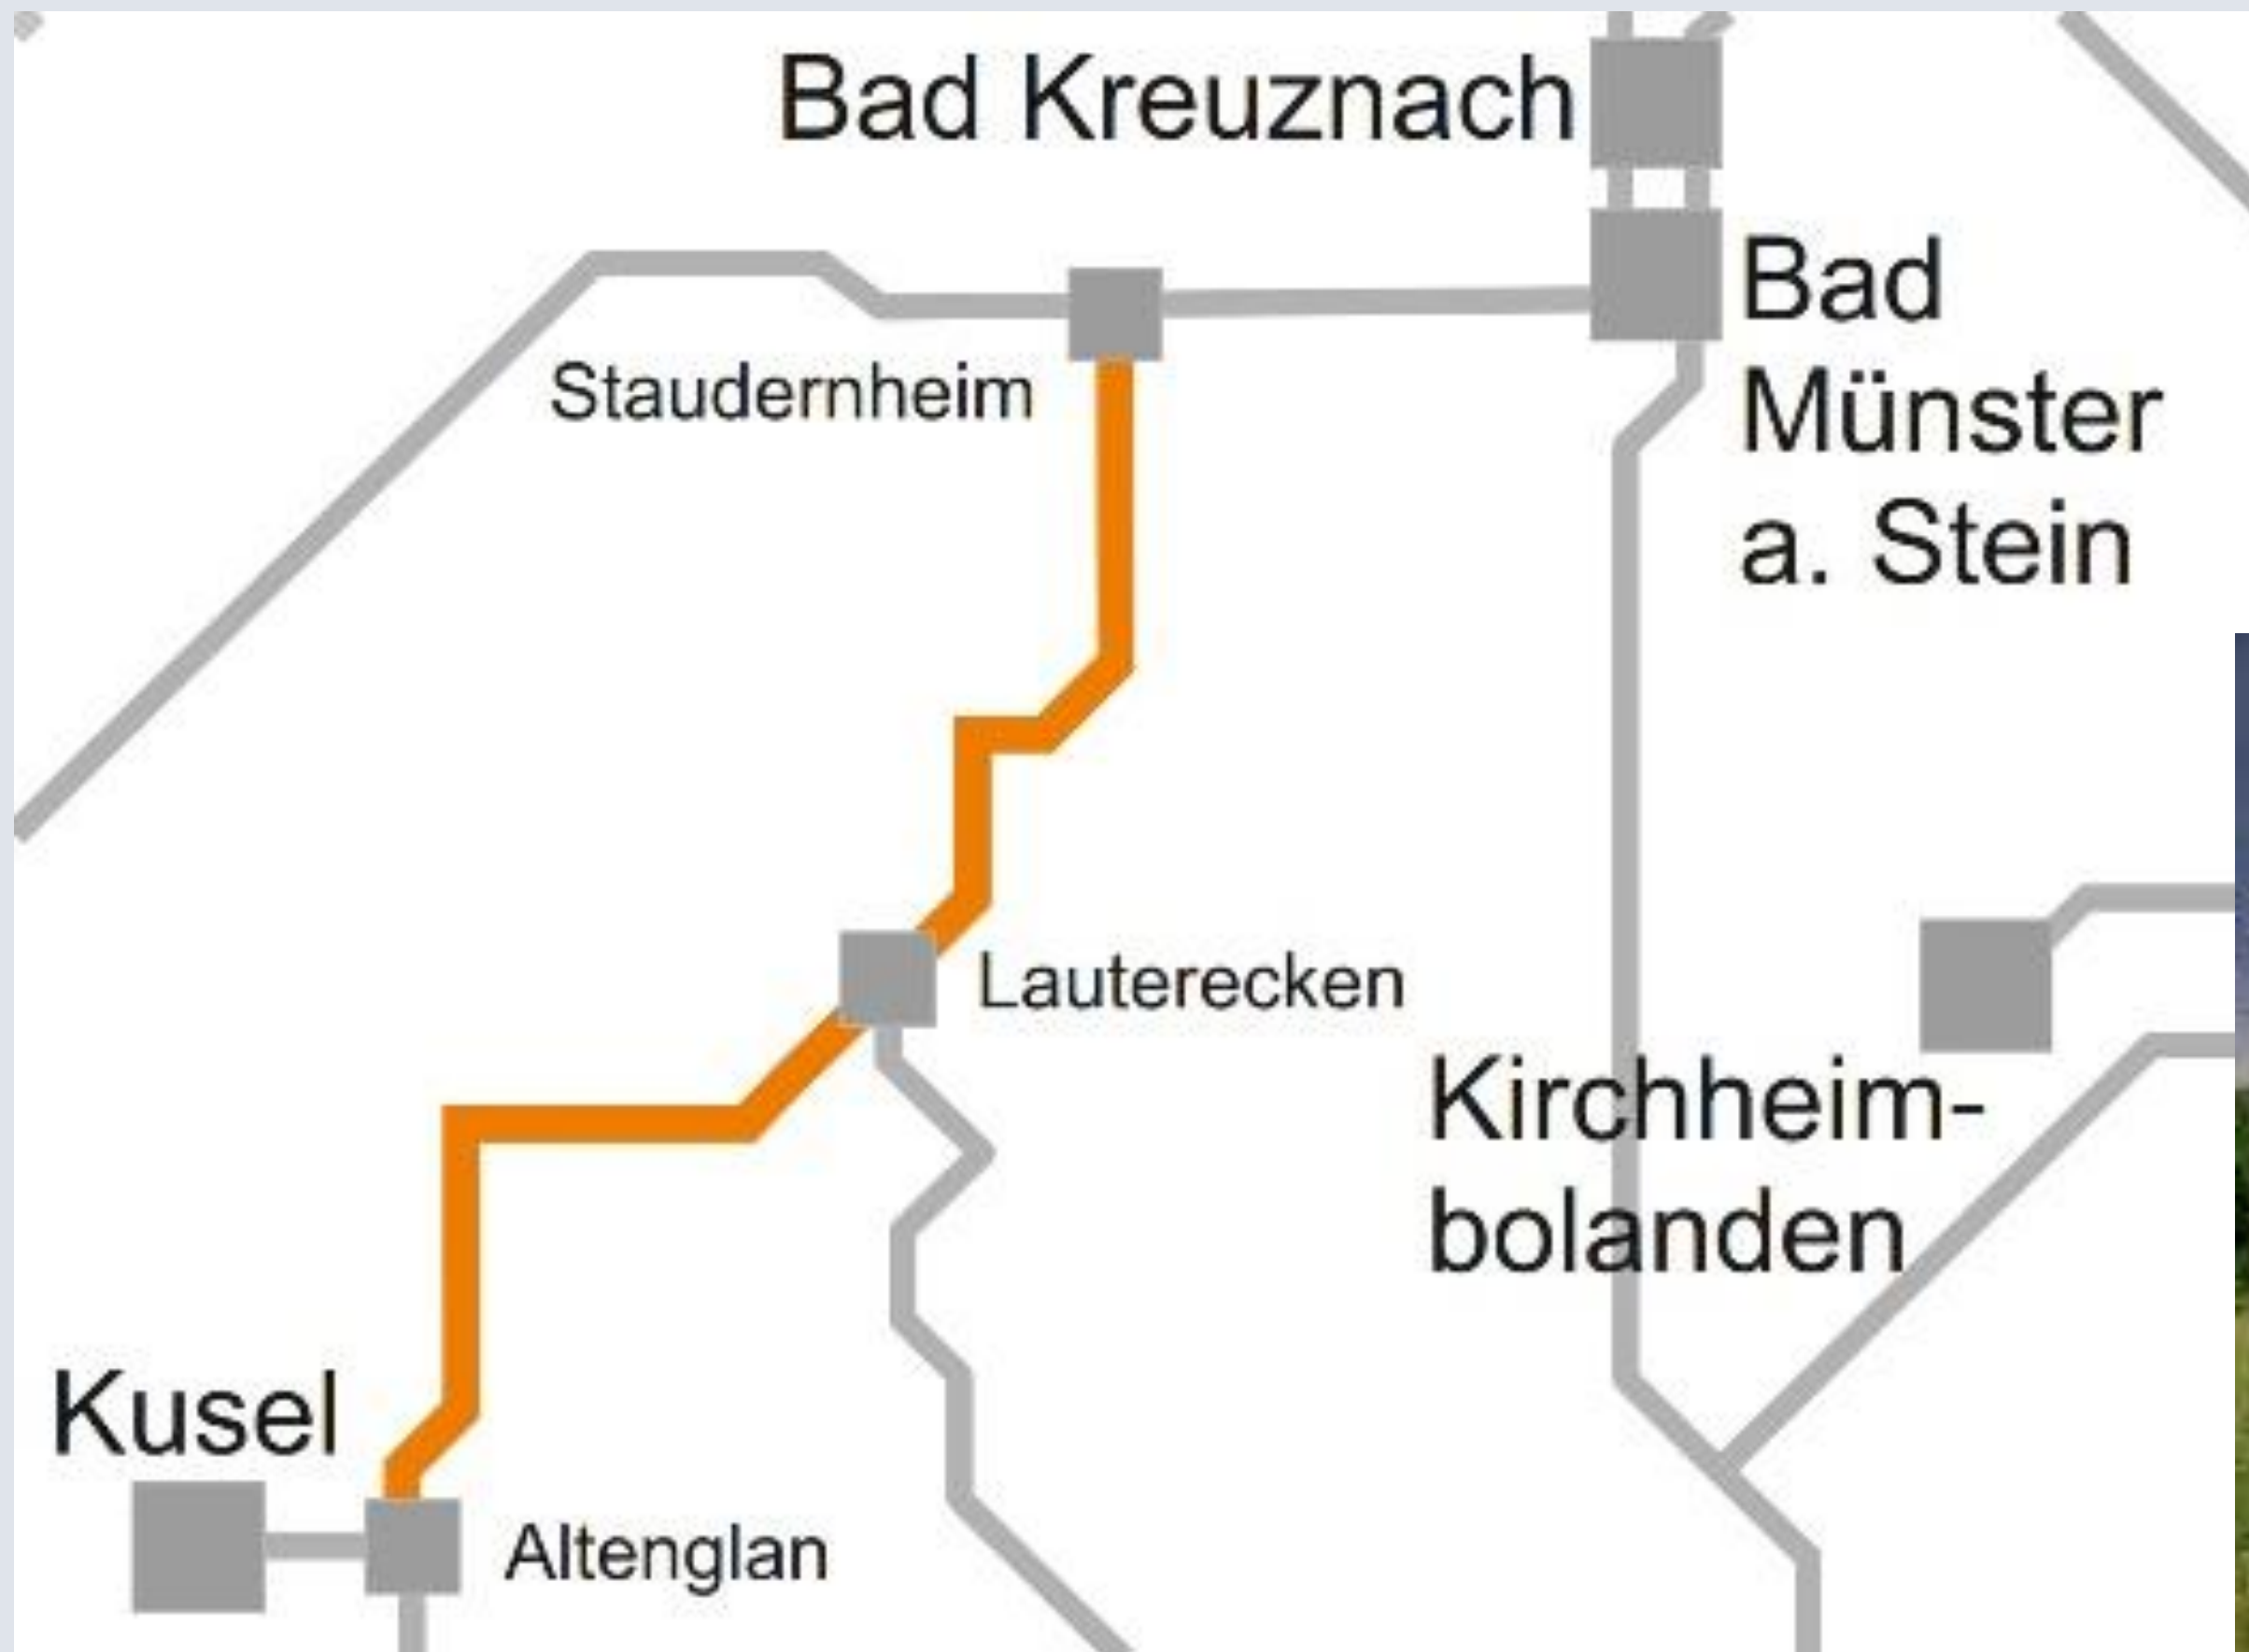 Bad Kreuznach
Bad
Münster
a. Stein
Staudernheim
Lauterecken
Kirchheim-
bolanden
Kusel
Altenglan